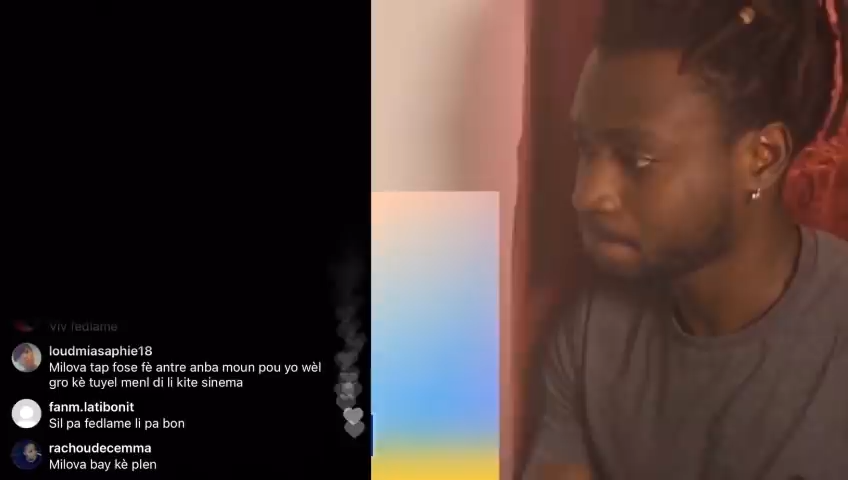 Viv fedlame
loudmiasaphie18
Milova tap fose fè antre anba moun pou yo wèl
gro kè tuyel menl di li kite sinema
fanm.latibonit
Sil pa fedlame li pa bon
rachoudecemma
Milova bay kè plen